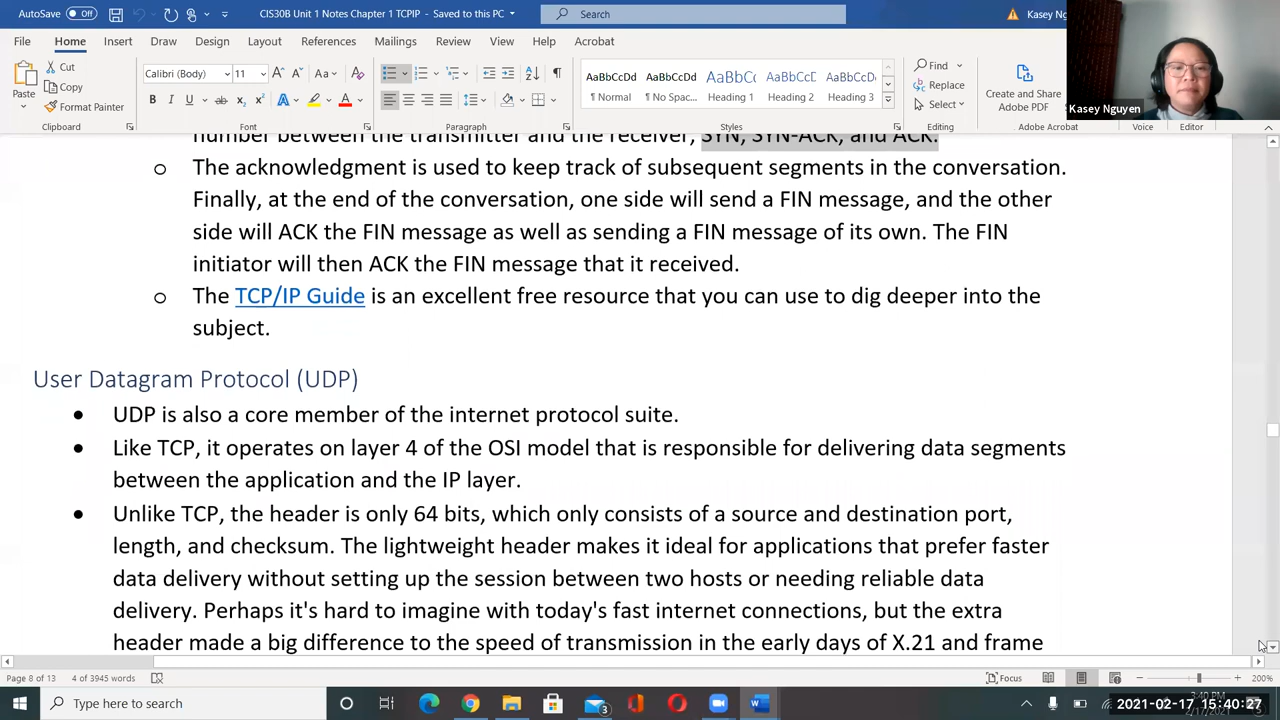 AutoSave Off CIS30B Unit 1 Notes Chapter 1 TCPIP - Saved to this PC Search Kasey Ng
File Home Insert Draw Design Layout References Mailings Review View Help Acrobat
Paste Cut Copy Format Painter Clipboard
Calibri (Body) 11 Font
Paragraph
AaBbCcDd AaBbCcDd AaBbC AaBbCcD AaBbCcD
¶ Normal ¶ No Spac... Heading 1 Heading 2 Heading 3
Styles
Find Replace Select Editing
Create and Share Adobe PDF Adobe Acrobat
Voice Editor
Kasey Nguyen
number between the transmitter and the receiver, SYN, SYN-ACK, and ACK.
o The acknowledgment is used to keep track of subsequent segments in the conversation.
Finally, at the end of the conversation, one side will send a FIN message, and the other
side will ACK the FIN message as well as sending a FIN message of its own. The FIN
initiator will then ACK the FIN message that it received.
o The TCP/IP Guide is an excellent free resource that you can use to dig deeper into the
subject.
User Datagram Protocol (UDP)
• UDP is also a core member of the internet protocol suite.
• Like TCP, it operates on layer 4 of the OSI model that is responsible for delivering data segments
between the application and the IP layer.
• Unlike TCP, the header is only 64 bits, which only consists of a source and destination port,
length, and checksum. The lightweight header makes it ideal for applications that prefer faster
data delivery without setting up the session between two hosts or needing reliable data
delivery. Perhaps it's hard to imagine with today's fast internet connections, but the extra
header made a big difference to the speed of transmission in the early days of X.21 and frame
Page 8 of 13 4 of 3945 words Focus 200%
Type here to search 3 3:40 PM
2021-02-17 15:40:27